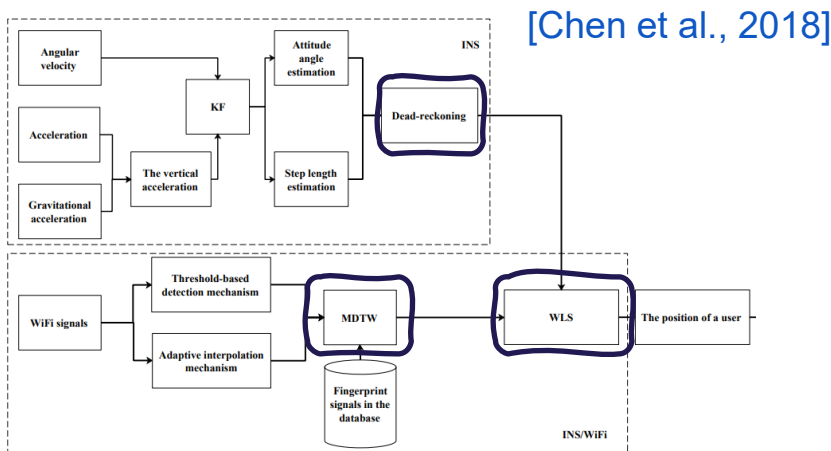 [Chen et al., 2018]
INS
Angular
velocity
Attitude
angle
estimation
KF
Dead-reckoning
Acceleration
The vertical
acceleration
Step length
estimation
Gravitational
acceleration
Threshold-based
detection mechanism
WiFi signals
MDTW
WLS
The position of a user
Adaptive interpolation
mechanism
Fingerprint
signals in the
database
INS/WiFi